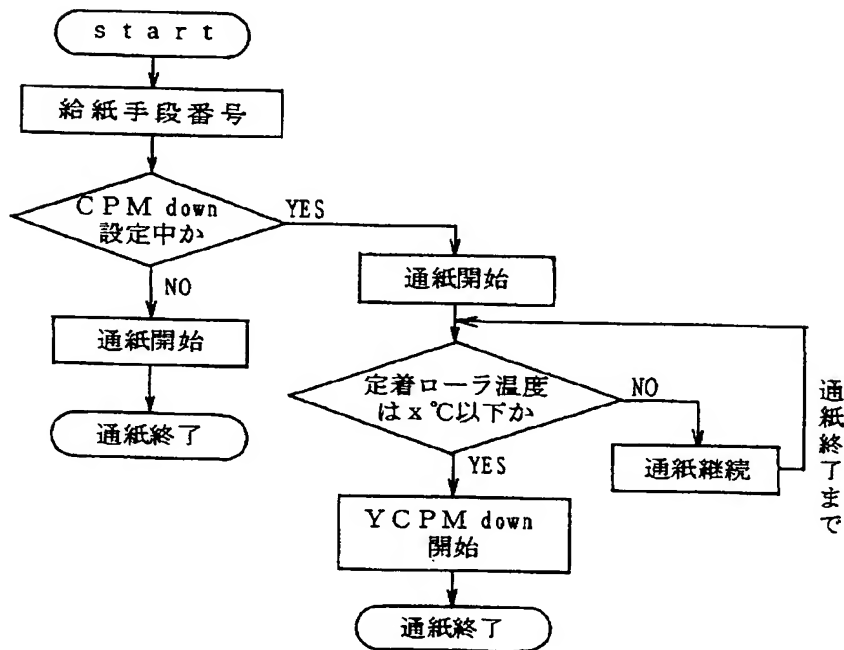 start
給紙手段番号
CPM down
設定中か
YES
NO
通紙開始
通紙終了
通紙開始
定着ローラ温度
はx℃以下か
NO
通紙継続
通紙終了まで
YES
YCPM down
開始
通紙終了